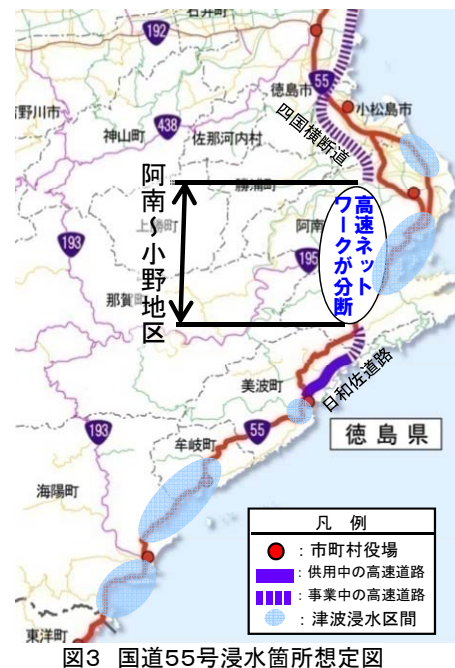 石井町
192
徳島市
55
小松島市
吉野川市
438
神山町
佐那河内村
四国横断道
勝浦町
阿南～小野地区
上勝町
阿南
高速ネット
ワークが分断
193
195
那賀町
日和佐道路
美波町
徳島県
193
55
牟岐町
海陽町
凡 例
：市町村役場
：供用中の高速道路
：事業中の高速道路
：津波浸水区間
東洋町
図3 国道55号浸水箇所想定図